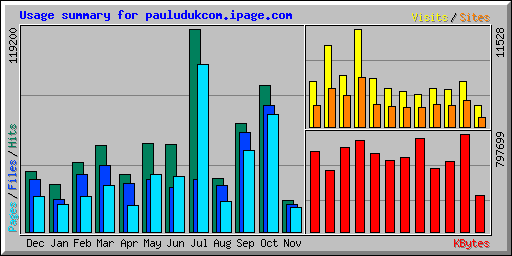 Usage summary for pauludukcom.ipage.com
Visits/Sites
119200
11528
Pages/Files/Hits
797699
Dec Jan Feb Mar Apr May Jun Jul Aug Sep Oct Nov
KBytes